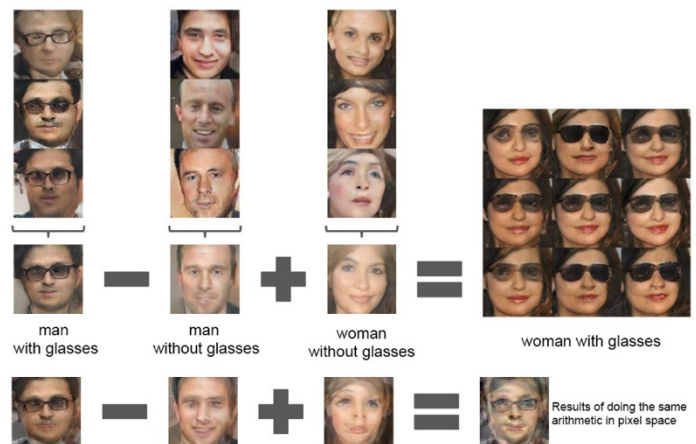 man
with glasses
man
without glasses
woman
without glasses
woman with glasses
Results of doing the same
arithmetic in pixel space